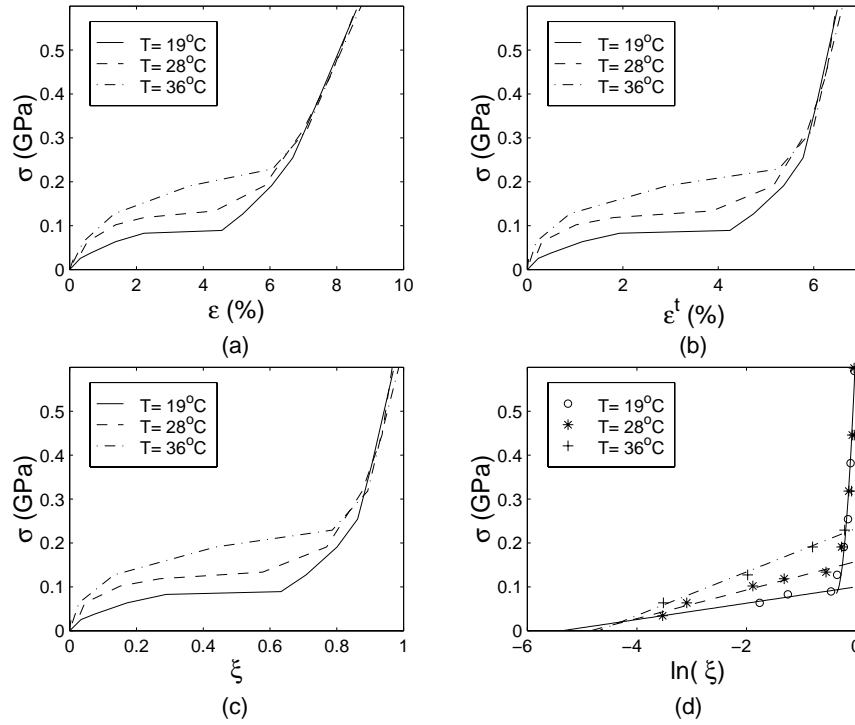 0.5
0.4
0.3
0.2
0.1
0
σ (GPa)
T= 19°C
T= 28°C
T= 36°C
0 2 4 6 8 10
ε (%)
(a)
0.5
0.4
0.3
0.2
0.1
0
σ (GPa)
T= 19°C
T= 28°C
T= 36°C
0 2 4 6
εᵗ (%)
(b)
0.5
0.4
0.3
0.2
0.1
0
σ (GPa)
T= 19°C
T= 28°C
T= 36°C
0 0.2 0.4 0.6 0.8 1
ξ
(c)
0.5
0.4
0.3
0.2
0.1
0
σ (GPa)
T= 19°C
T= 28°C
T= 36°C
−6 −4 −2 0
ln( ξ)
(d)